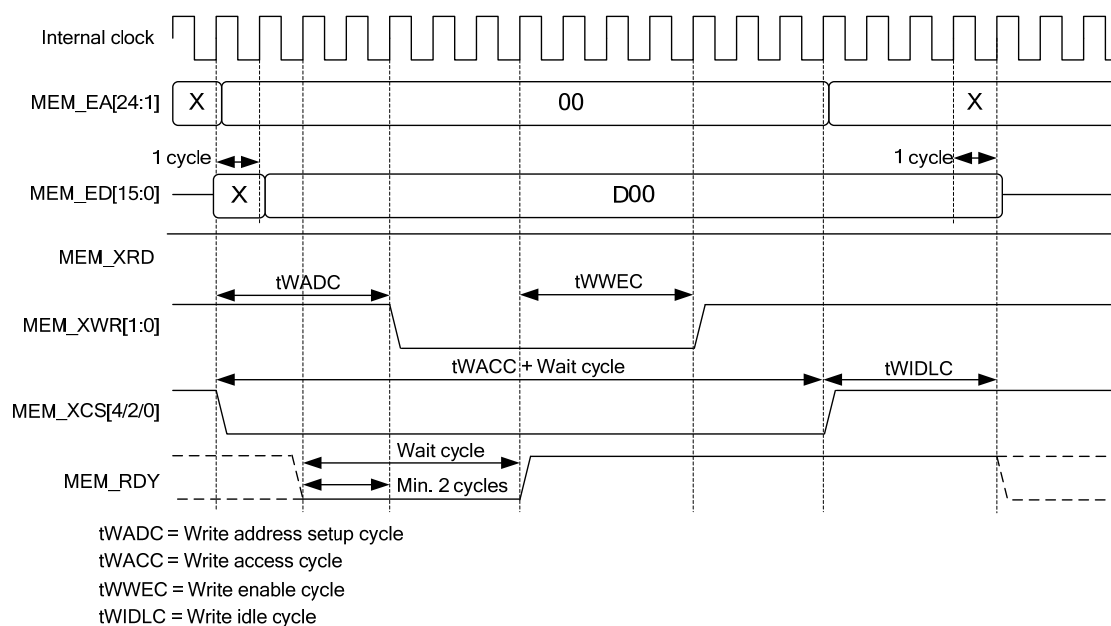 Internal clock
MEM_EA[24:1] X 00 X
1 cycle 1 cycle
MEM_ED[15:0] X D00
MEM_XRD
tWADC tWWEC
MEM_XWR[1:0]
tWACC + Wait cycle tWIDLC
MEM_XCS[4/2/0]
Wait cycle
MEM_RDY Min. 2 cycles
tWADC = Write address setup cycle
tWACC = Write access cycle
tWWEC = Write enable cycle
tWIDLC = Write idle cycle